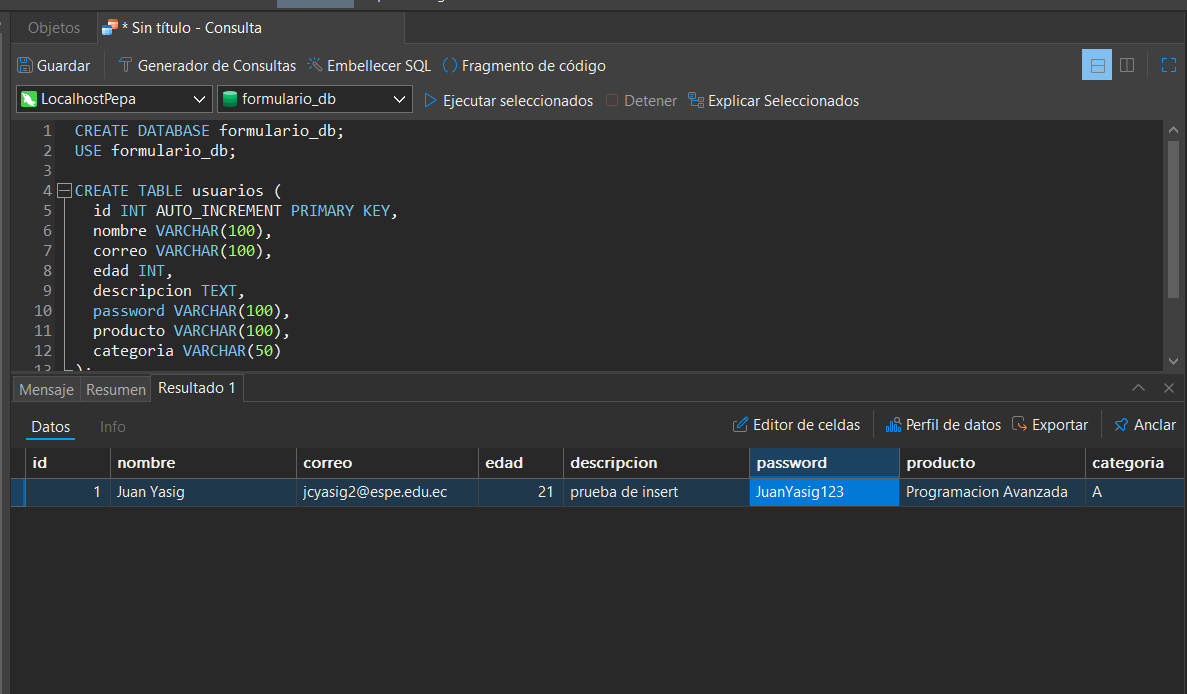 Objetos * Sin título - Consulta
Guardar Generador de Consultas Embellecer SQL () Fragmento de código
LocalhostPepa formulario_db Ejecutar seleccionados Detener Explicar Seleccionados
1 CREATE DATABASE formulario_db;
2 USE formulario_db;
3
4 CREATE TABLE usuarios (
5 id INT AUTO_INCREMENT PRIMARY KEY,
6 nombre VARCHAR(100),
7 correo VARCHAR(100),
8 edad INT,
9 descripcion TEXT,
10 password VARCHAR(100),
11 producto VARCHAR(100),
12 categoria VARCHAR(50)
13 );
Mensaje Resumen Resultado 1
Datos Info Editor de celdas Perfil de datos Exportar Anclar
id nombre correo edad descripcion password producto categoria
1 Juan Yasig jcyasig2@espe.edu.ec 21 prueba de insert JuanYasig123 Programacion Avanzada A